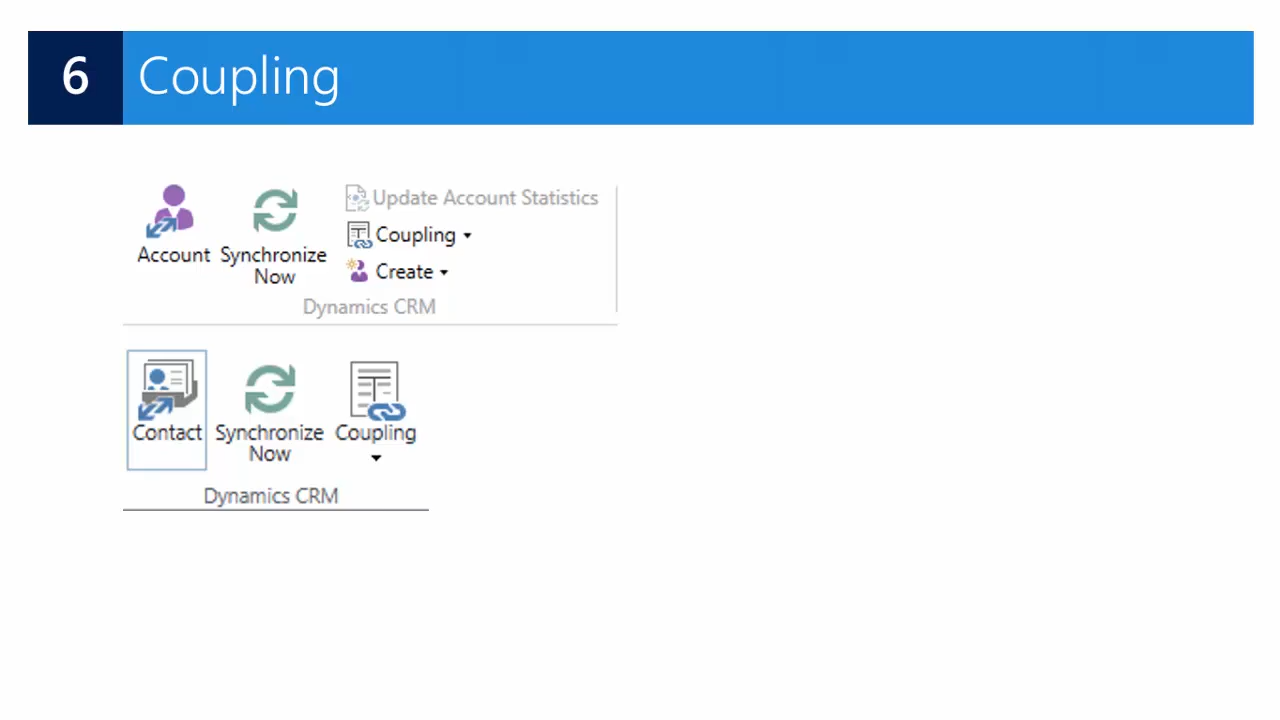 6 Coupling
Update Account Statistics
Coupling
Create
Account
Synchronize
Now
Dynamics CRM
Contact
Synchronize
Now
Coupling
Dynamics CRM